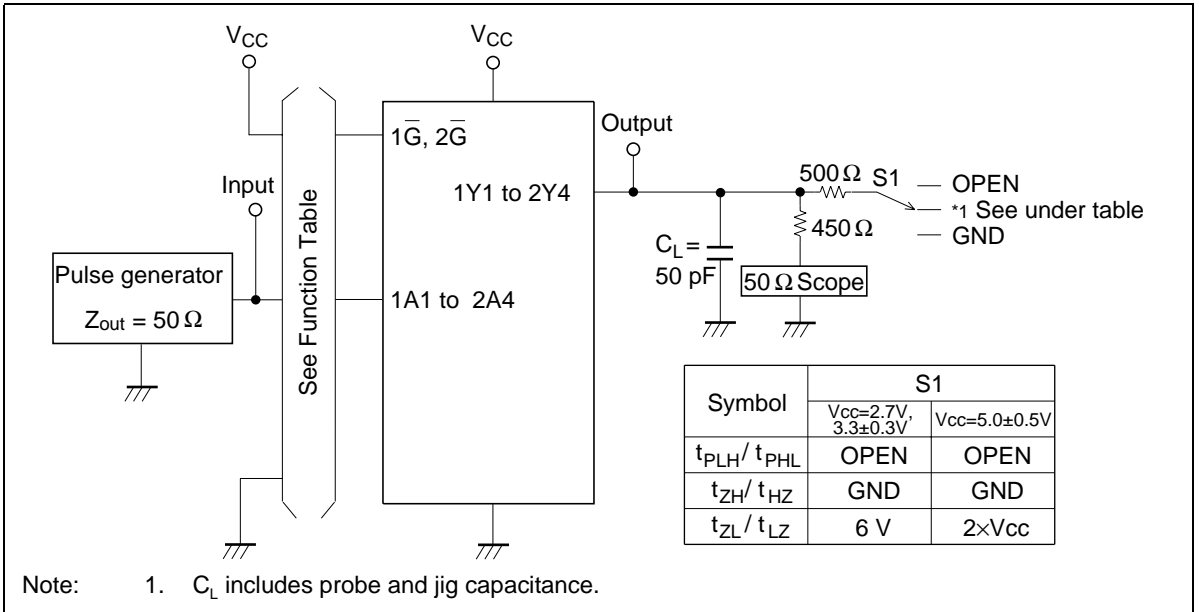 VCC
VCC
1G, 2G
Output
Input
1Y1 to 2Y4
500 Ω S1
OPEN
*1 See under table
GND
450 Ω
CL =
50 pF
50 Ω Scope
Pulse generator
Zout = 50 Ω
See Function Table
1A1 to 2A4
Symbol
S1
Vcc=2.7V,
3.3±0.3V
Vcc=5.0±0.5V
tPLH / tPHL
OPEN
OPEN
tZH / tHZ
GND
GND
tZL / tLZ
6 V
2×Vcc
Note: 1. CL includes probe and jig capacitance.